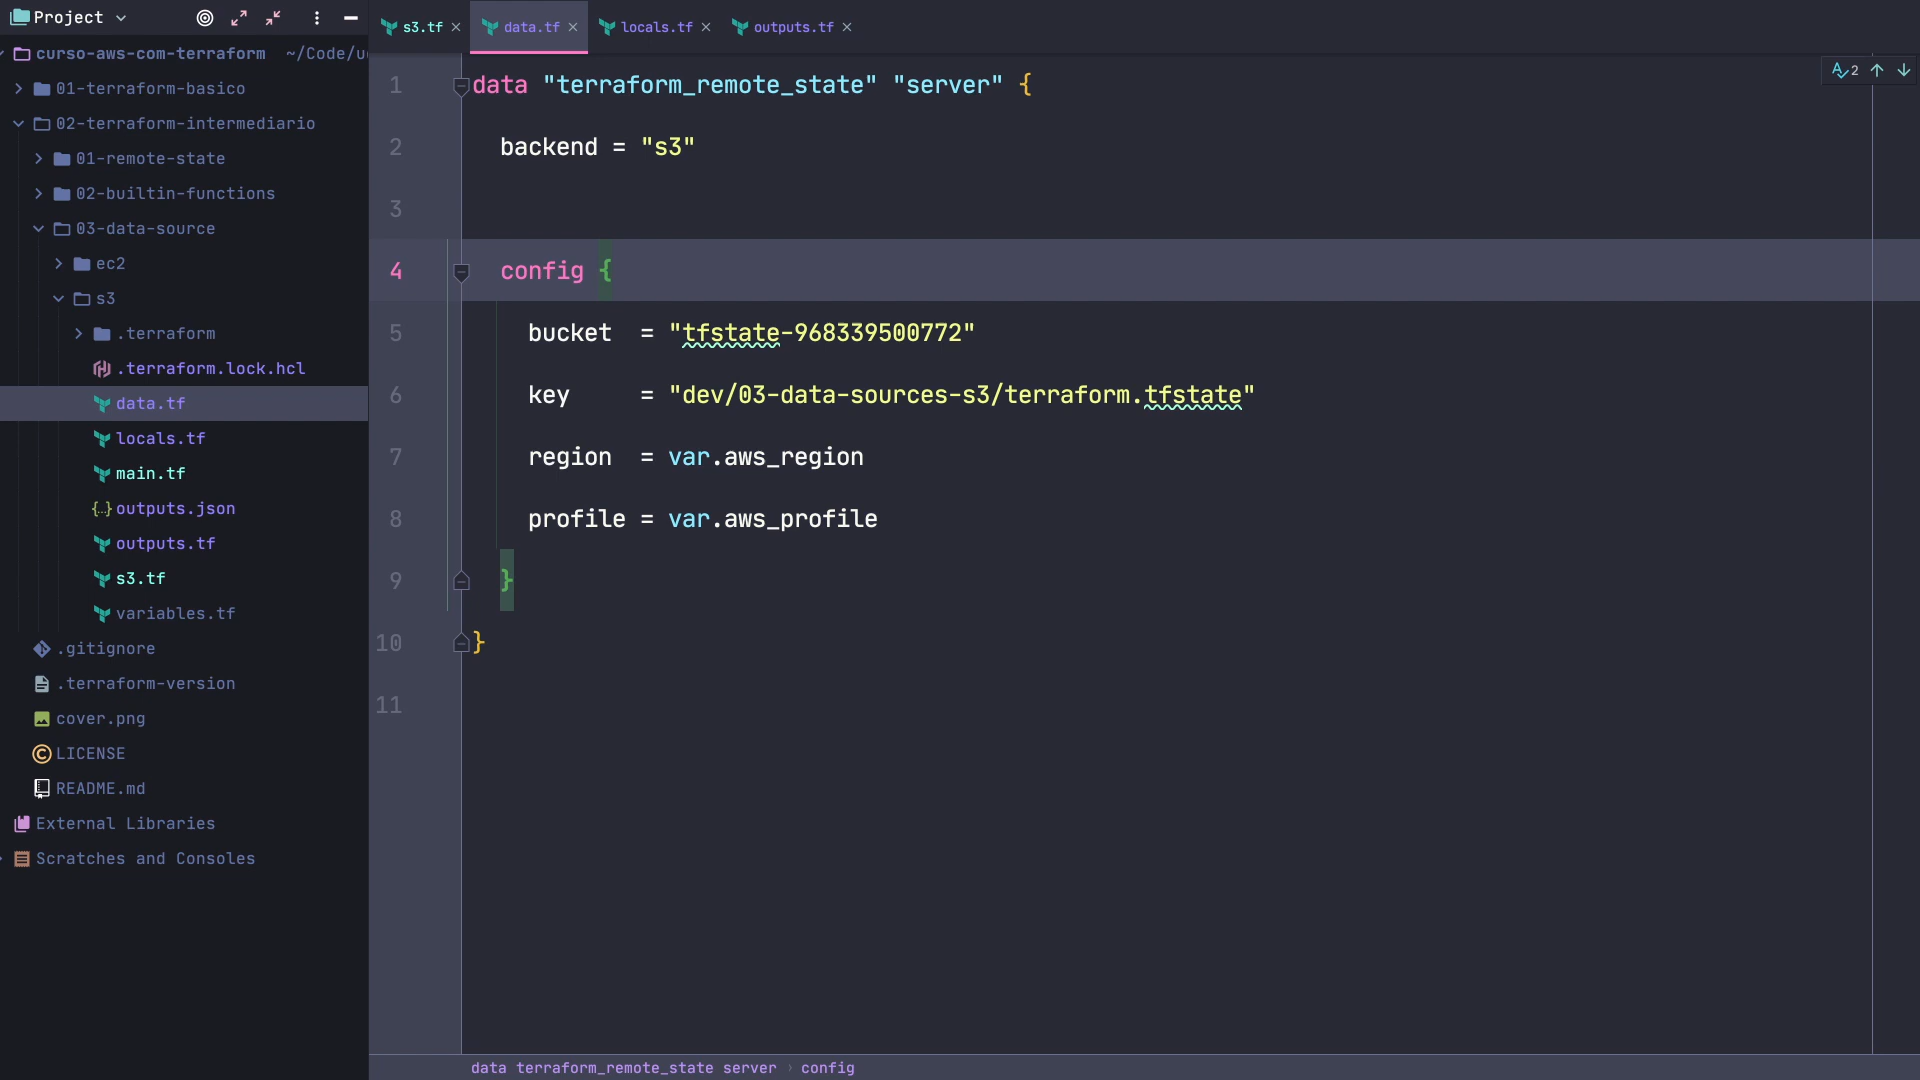 Project
curso-aws-com-terraform ~/Code/u
01-terraform-basico
02-terraform-intermediario
01-remote-state
02-builtin-functions
03-data-source
ec2
s3
.terraform
.terraform.lock.hcl
data.tf
locals.tf
main.tf
outputs.json
outputs.tf
s3.tf
variables.tf
.gitignore
.terraform-version
cover.png
LICENSE
README.md
External Libraries
Scratches and Consoles
s3.tf data.tf locals.tf outputs.tf
2
1 data "terraform_remote_state" "server" {
2 backend = "s3"
3
4 config {
5 bucket = "tfstate-968339500772"
6 key = "dev/03-data-sources-s3/terraform.tfstate"
7 region = var.aws_region
8 profile = var.aws_profile
9 }
10 }
11
data terraform_remote_state server › config